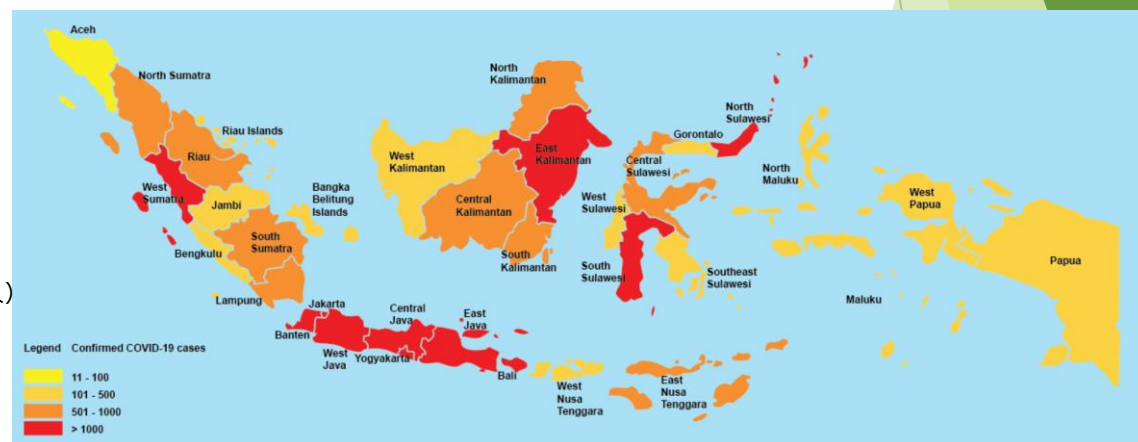 Aceh
North Sumatra
Riau Islands
Riau
West
Sumatra
Jambi
Bangka
Belitung
Islands
South
Sumatra
Bengkulu
Lampung
Jakarta
Banten
West
Java
Central
Java
Yogyakarta
East
Java
Bali
North
Kalimantan
West
Kalimantan
East
Kalimantan
Central
Kalimantan
South
Kalimantan
North
Sulawesi
Gorontalo
Central
Sulawesi
West
Sulawesi
South
Sulawesi
Southeast
Sulawesi
North
Maluku
Maluku
West
Papua
Papua
West
Nusa
Tenggara
East
Nusa
Tenggara
Legend Confirmed COVID-19 cases
11 - 100
101 - 500
501 - 1000
> 1000